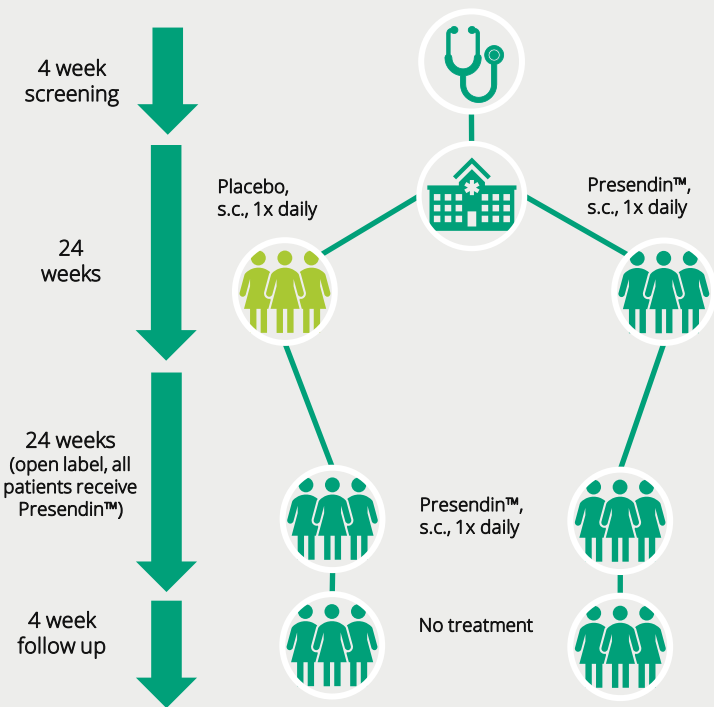 4 week
screening
Placebo,
s.c., 1x daily
Presendin™,
s.c., 1x daily
24
weeks
24 weeks
(open label, all
patients receive
Presendin™)
Presendin™,
s.c., 1x daily
4 week
follow up
No treatment